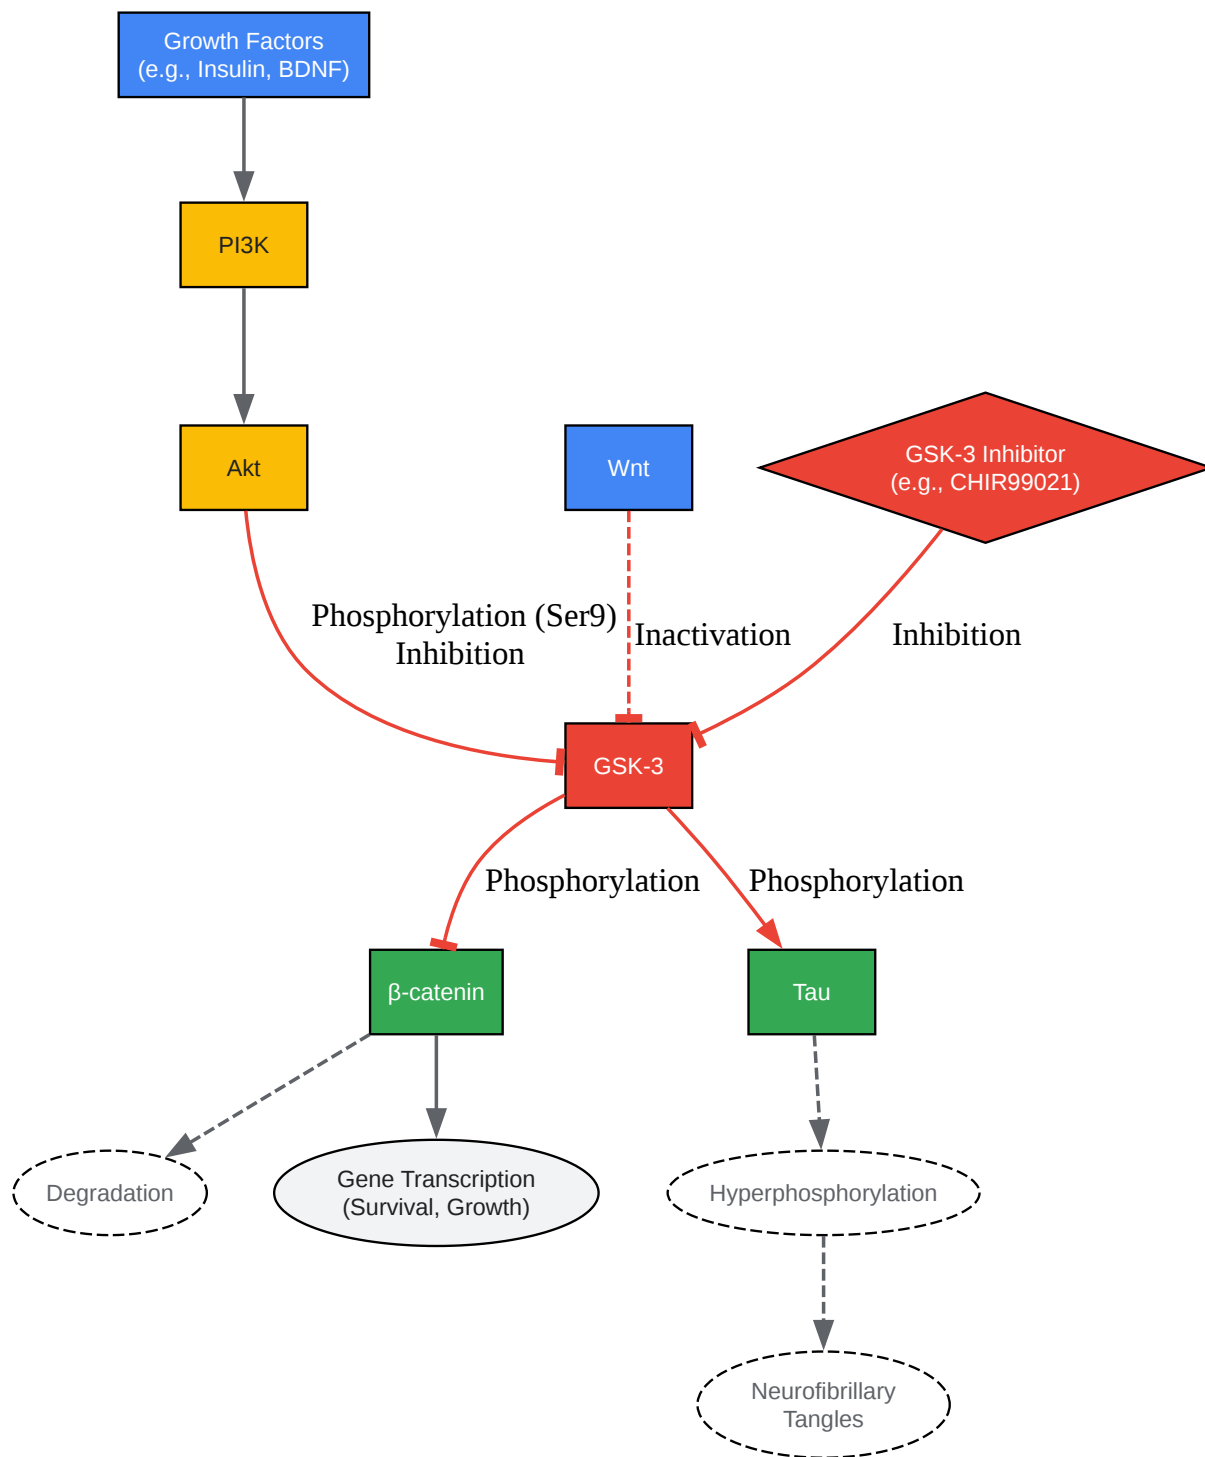 Growth Factors
(e.g., Insulin, BDNF)
PI3K
Akt
Wnt
GSK-3 Inhibitor
(e.g., CHIR99021)
Phosphorylation (Ser9)
Inhibition
Inactivation
Inhibition
GSK-3
Phosphorylation
Phosphorylation
β-catenin
Tau
Degradation
Gene Transcription
(Survival, Growth)
Hyperphosphorylation
Neurofibrillary
Tangles